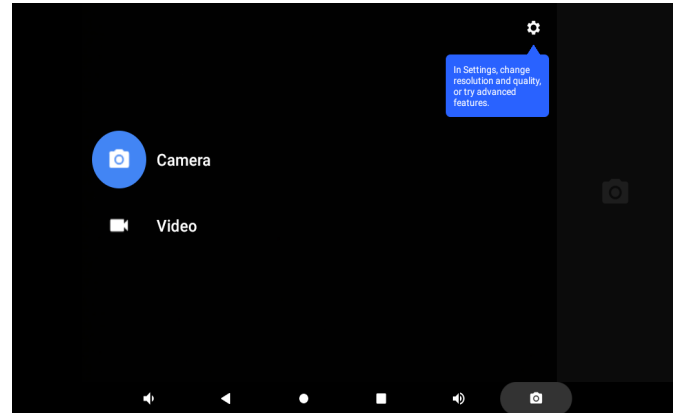 In Settings, change
resolution and quality,
or try advanced
features.
Camera
Video